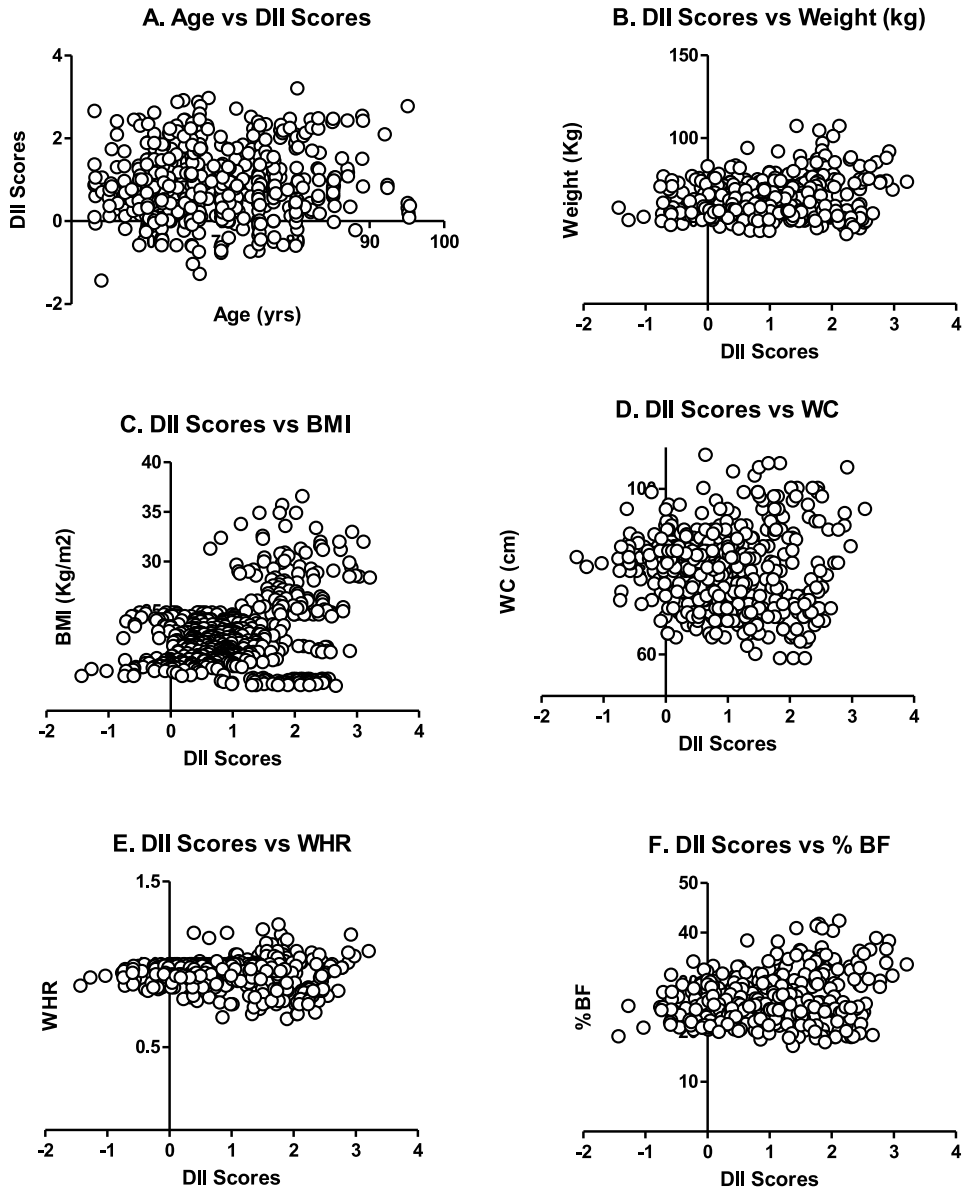 A. Age vs DII Scores
4
2
0
-2
DII Scores
90
100
Age (yrs)
B. DII Scores vs Weight (kg)
150
100
Weight (Kg)
-2 -1 0 1 2 3 4
DII Scores
C. DII Scores vs BMI
40
35
30
BMI (Kg/m2)
-2 -1 0 1 2 3 4
DII Scores
D. DII Scores vs WC
60
WC (cm)
-2 -1 0 1 2 3 4
DII Scores
E. DII Scores vs WHR
1.5
0.5
WHR
-2 -1 0 1 2 3 4
DII Scores
F. DII Scores vs % BF
50
40
10
%BF
-2 -1 0 1 2 3 4
DII Scores